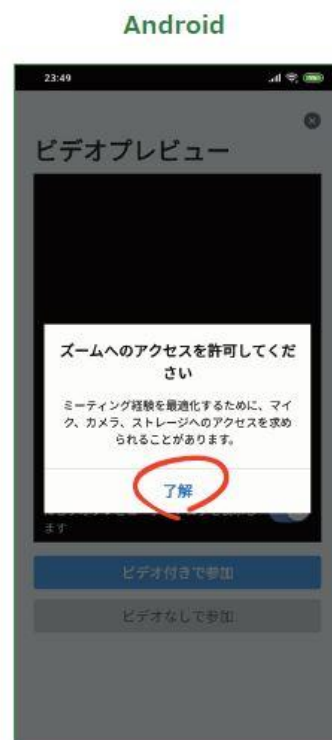 Android
23:49
ビデオプレビュー
ズームへのアクセスを許可してくだ
さい
ミーティング経験を最適化するために、マイ
ク、カメラ、ストレージへのアクセスを求め
られることがあります。
了解
ます
ビデオ付きで参加
ビデオなしで参加